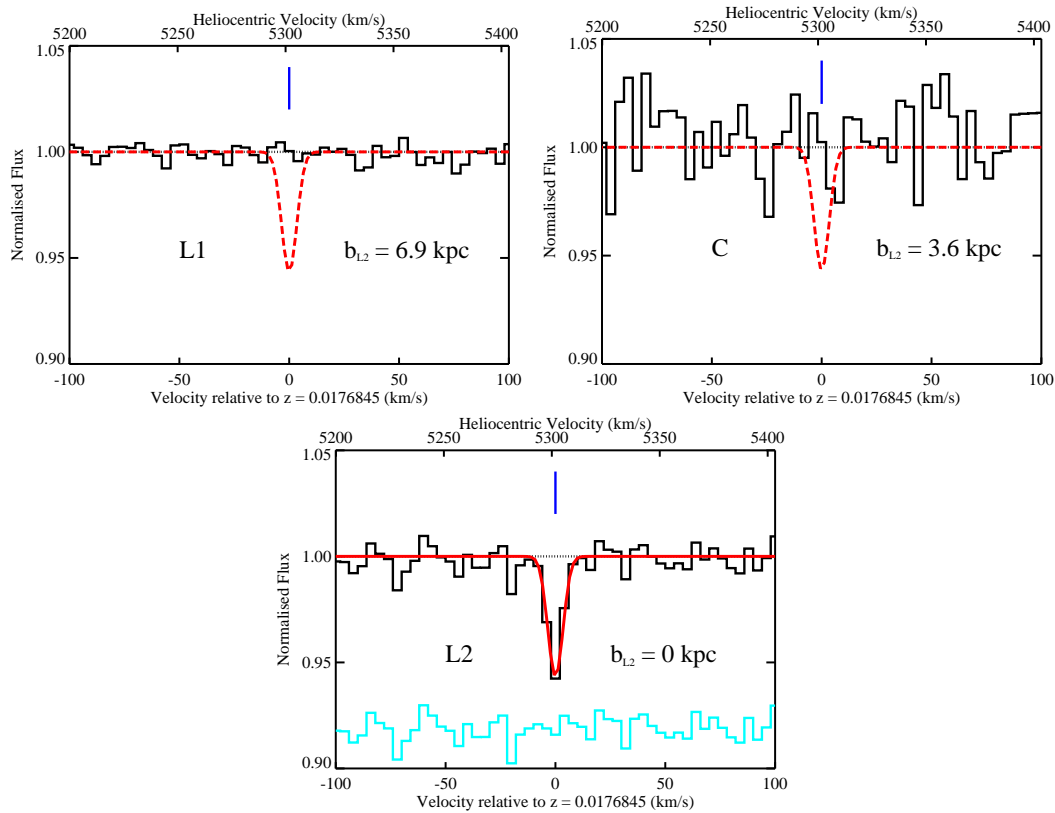 Heliocentric Velocity (km/s)
5200 5250 5300 5350 5400
1.05
1.00
0.95
0.90
Normalised Flux
L1
b_L2 = 6.9 kpc
-100 -50 0 50 100
Velocity relative to z = 0.0176845 (km/s)
Heliocentric Velocity (km/s)
5200 5250 5300 5350 5400
1.05
1.00
0.95
0.90
Normalised Flux
C
b_L2 = 3.6 kpc
-100 -50 0 50 100
Velocity relative to z = 0.0176845 (km/s)
Heliocentric Velocity (km/s)
5200 5250 5300 5350 5400
1.05
1.00
0.95
0.90
Normalised Flux
L2
b_L2 = 0 kpc
-100 -50 0 50 100
Velocity relative to z = 0.0176845 (km/s)